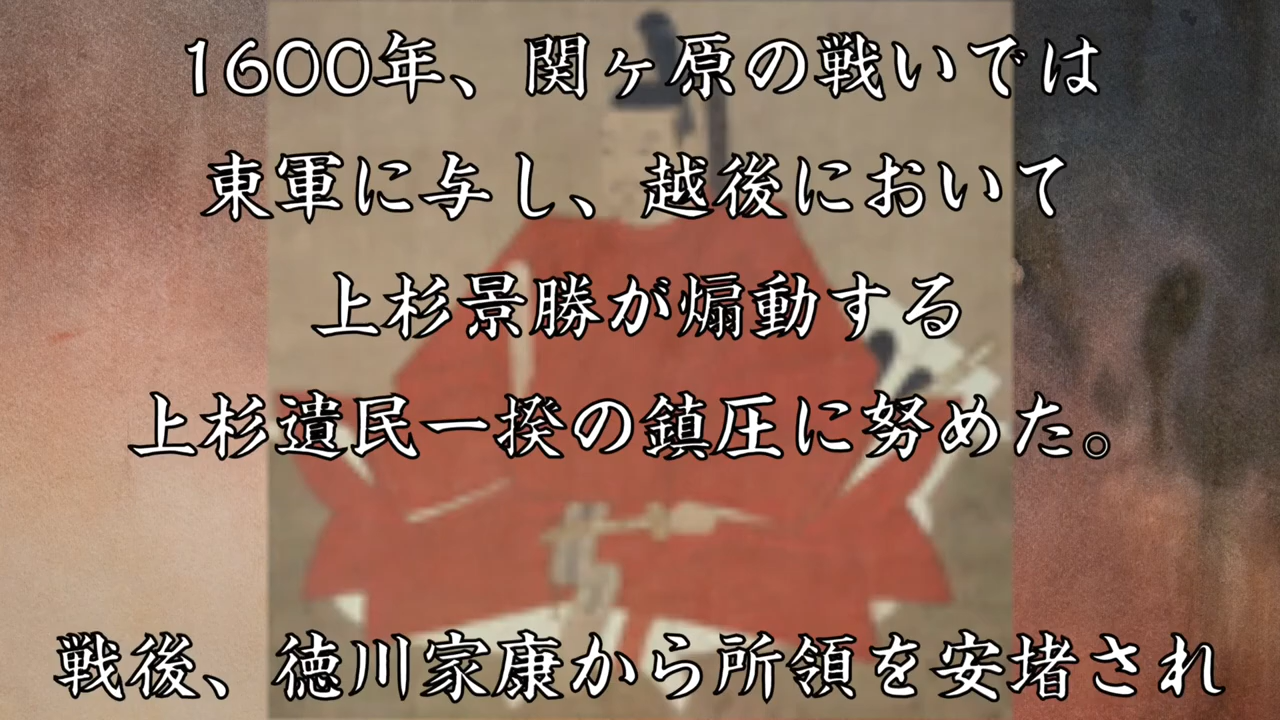 1600年、関ヶ原の戦いでは
東軍に与し、越後において
上杉景勝が煽動する
上杉遺民一揆の鎮圧に努めた。
戦後、徳川家康から所領を安堵され